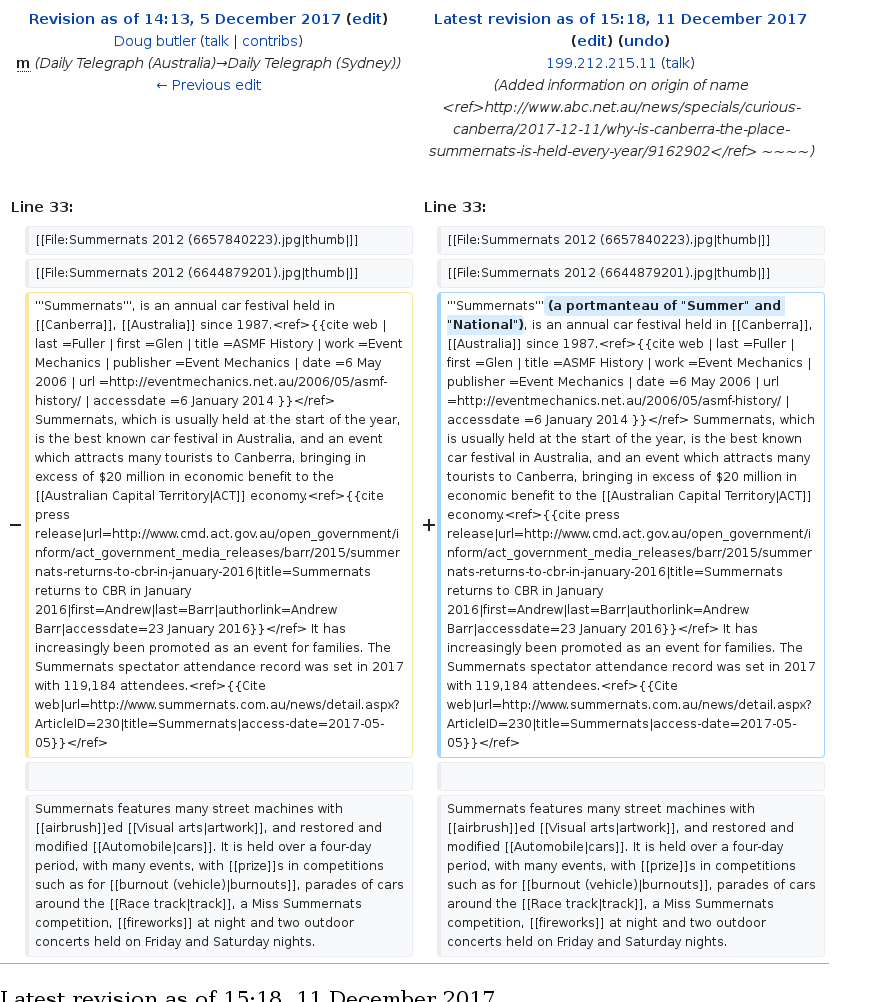 Revision as of 14:13, 5 December 2017 (edit)
Doug butler (talk | contribs)
m (Daily Telegraph (Australia)→Daily Telegraph (Sydney))
← Previous edit
Latest revision as of 15:18, 11 December 2017
(edit) (undo)
199.212.215.11 (talk)
(Added information on origin of name
<ref>http://www.abc.net.au/news/specials/curious-
canberra/2017-12-11/why-is-canberra-the-place-
summernats-is-held-every-year/9162902</ref> ~~~~)
Line 33:
[[File:Summernats 2012 (6657840223).jpg|thumb|]]
[[File:Summernats 2012 (6644879201).jpg|thumb|]]
−
'''Summernats''', is an annual car festival held in
[[Canberra]], [[Australia]] since 1987.<ref>{{cite web |
last =Fuller | first =Glen | title =ASMF History | work =Event
Mechanics | publisher =Event Mechanics | date =6 May
2006 | url =http://eventmechanics.net.au/2006/05/asmf-
history/ | accessdate =6 January 2014 }}</ref>
Summernats, which is usually held at the start of the year,
is the best known car festival in Australia, and an event
which attracts many tourists to Canberra, bringing in
excess of $20 million in economic benefit to the
[[Australian Capital Territory|ACT]] economy.<ref>{{cite
press
release|url=http://www.cmd.act.gov.au/open_government/i
nform/act_government_media_releases/barr/2015/summer
nats-returns-to-cbr-in-january-2016|title=Summernats
returns to CBR in January
2016|first=Andrew|last=Barr|authorlink=Andrew
Barr|accessdate=23 January 2016}}</ref> It has
increasingly been promoted as an event for families. The
Summernats spectator attendance record was set in 2017
with 119,184 attendees.<ref>{{Cite
web|url=http://www.summernats.com.au/news/detail.aspx?
ArticleID=230|title=Summernats|access-date=2017-05-
05}}</ref>
Summernats features many street machines with
[[airbrush]]ed [[Visual arts|artwork]], and restored and
modified [[Automobile|cars]]. It is held over a four-day
period, with many events, with [[prize]]s in competitions
such as for [[burnout (vehicle)|burnouts]], parades of cars
around the [[Race track|track]], a Miss Summernats
competition, [[fireworks]] at night and two outdoor
concerts held on Friday and Saturday nights.
Line 33:
[[File:Summernats 2012 (6657840223).jpg|thumb|]]
[[File:Summernats 2012 (6644879201).jpg|thumb|]]
+
'''Summernats''' (a portmanteau of "Summer" and
"National"), is an annual car festival held in [[Canberra]],
[[Australia]] since 1987.<ref>{{cite web | last =Fuller |
first =Glen | title =ASMF History | work =Event Mechanics |
publisher =Event Mechanics | date =6 May 2006 | url
=http://eventmechanics.net.au/2006/05/asmf-history/ |
accessdate =6 January 2014 }}</ref> Summernats, which
is usually held at the start of the year, is the best known
car festival in Australia, and an event which attracts many
tourists to Canberra, bringing in excess of $20 million in
economic benefit to the [[Australian Capital Territory|ACT]]
economy.<ref>{{cite press
release|url=http://www.cmd.act.gov.au/open_government/i
nform/act_government_media_releases/barr/2015/summer
nats-returns-to-cbr-in-january-2016|title=Summernats
returns to CBR in January
2016|first=Andrew|last=Barr|authorlink=Andrew
Barr|accessdate=23 January 2016}}</ref> It has
increasingly been promoted as an event for families. The
Summernats spectator attendance record was set in 2017
with 119,184 attendees.<ref>{{Cite
web|url=http://www.summernats.com.au/news/detail.aspx?
ArticleID=230|title=Summernats|access-date=2017-05-
05}}</ref>
Summernats features many street machines with
[[airbrush]]ed [[Visual arts|artwork]], and restored and
modified [[Automobile|cars]]. It is held over a four-day
period, with many events, with [[prize]]s in competitions
such as for [[burnout (vehicle)|burnouts]], parades of cars
around the [[Race track|track]], a Miss Summernats
competition, [[fireworks]] at night and two outdoor
concerts held on Friday and Saturday nights.
Latest revision as of 15:18, 11 December 2017